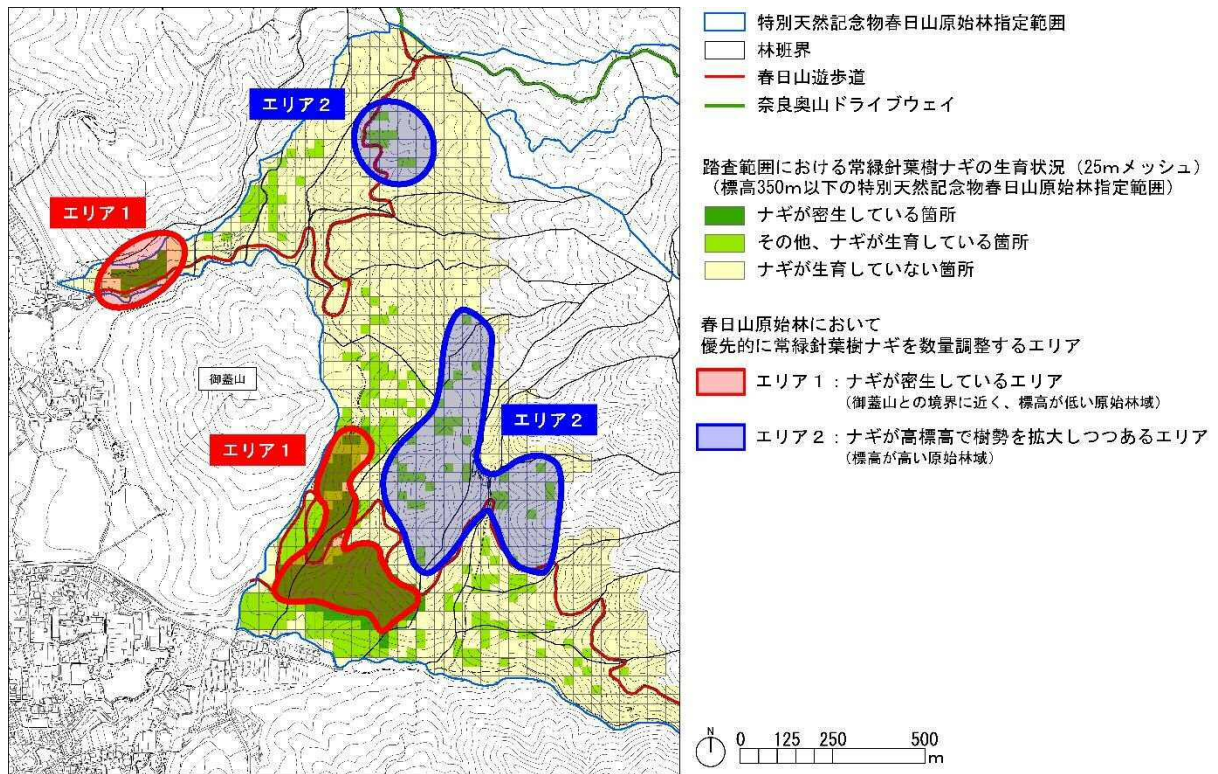 エリア2
エリア1
御蓋山
エリア1
エリア2
特別天然記念物春日山原始林指定範囲
林班界
春日山遊歩道
奈良奥山ドライブウェイ
踏査範囲における常緑針葉樹ナギの生育状況（25mメッシュ）
（標高350m以下の特別天然記念物春日山原始林指定範囲）
ナギが密生している箇所
その他、ナギが生育している箇所
ナギが生育していない箇所
春日山原始林において
優先的に常緑針葉樹ナギを数量調整するエリア
エリア1：ナギが密生しているエリア
（御蓋山との境界に近く、標高が低い原始林域）
エリア2：ナギが高標高で樹勢を拡大しつつあるエリア
（標高が高い原始林域）
N
0 125 250 500
m